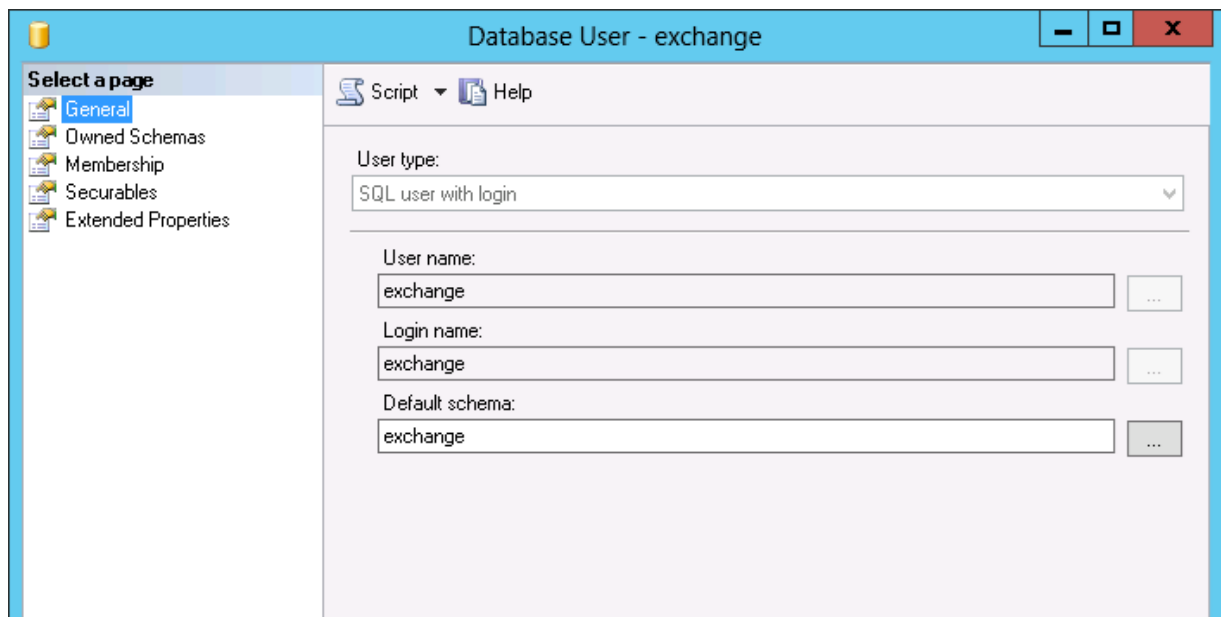 Database User - exchange
Select a page
General
Owned Schemas
Membership
Securables
Extended Properties
Script
Help
User type:
SQL user with login
User name:
exchange
...
Login name:
exchange
...
Default schema:
exchange
...